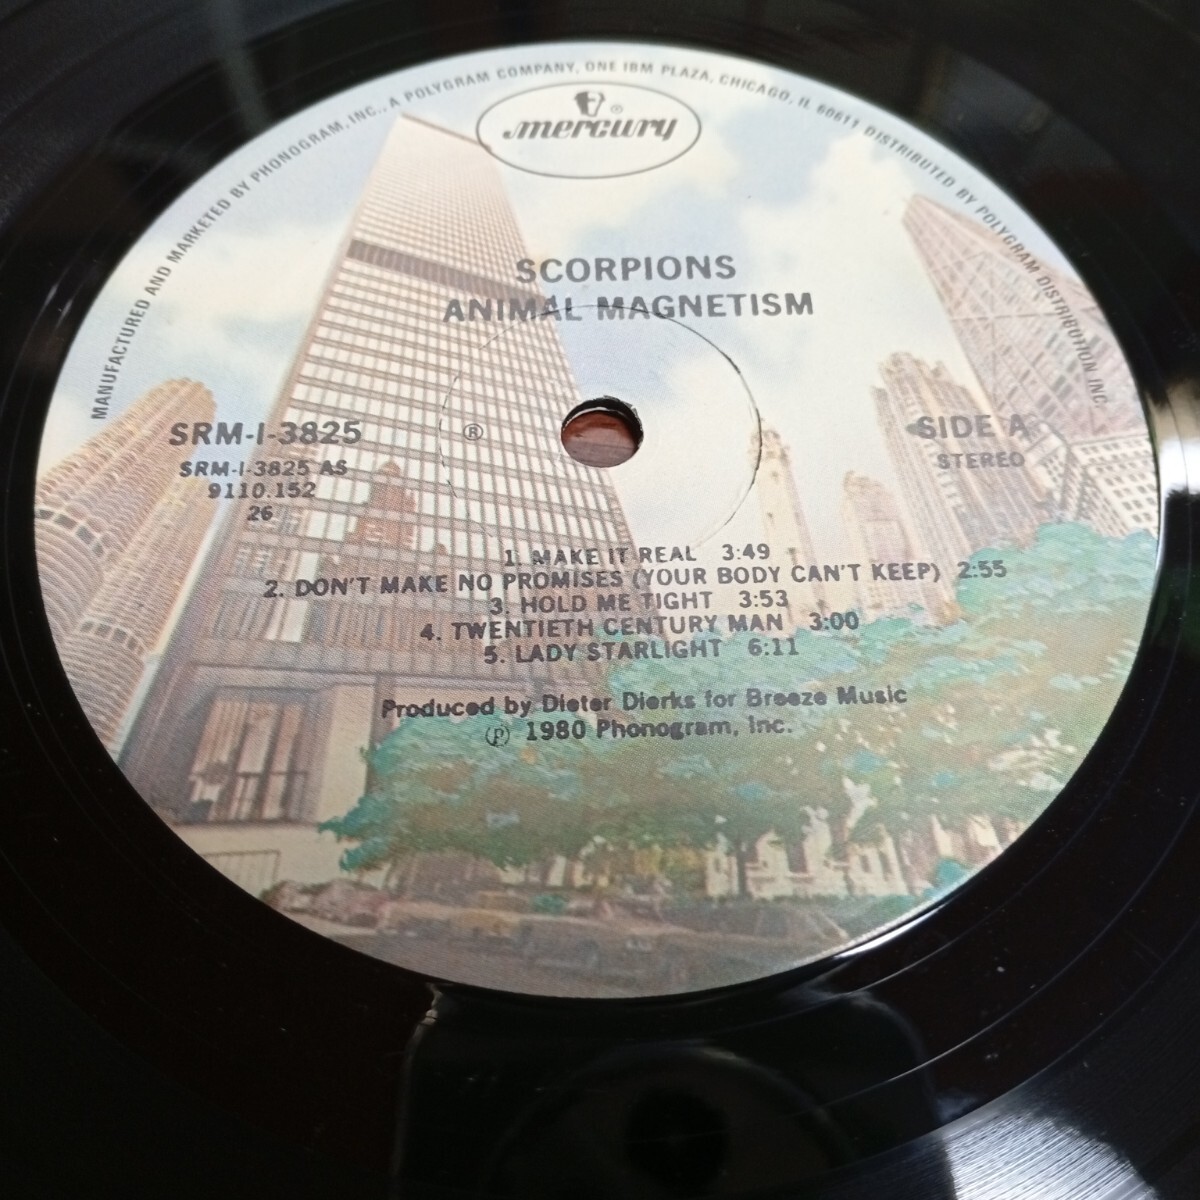 MANUFACTURED AND MARKETED BY PHONOGRAM, INC., A POLYGRAM COMPANY, ONE IBM PLAZA, CHICAGO, IL 60611 DISTRIBUTED BY POLYGRAM DISTRIBUTION INC.
mercury ®
SCORPIONS
ANIMAL MAGNETISM
SRM-1-3825
SRM-1-3825 AS
9110.152
26
®
SIDE A
STEREO
1. MAKE IT REAL 3:49
2. DON'T MAKE NO PROMISES (YOUR BODY CAN'T KEEP) 2:55
3. HOLD ME TIGHT 3:53
4. TWENTIETH CENTURY MAN 3:00
5. LADY STARLIGHT 6:11
Produced by Dieter Dierks for Breeze Music
℗ 1980 Phonogram, Inc.